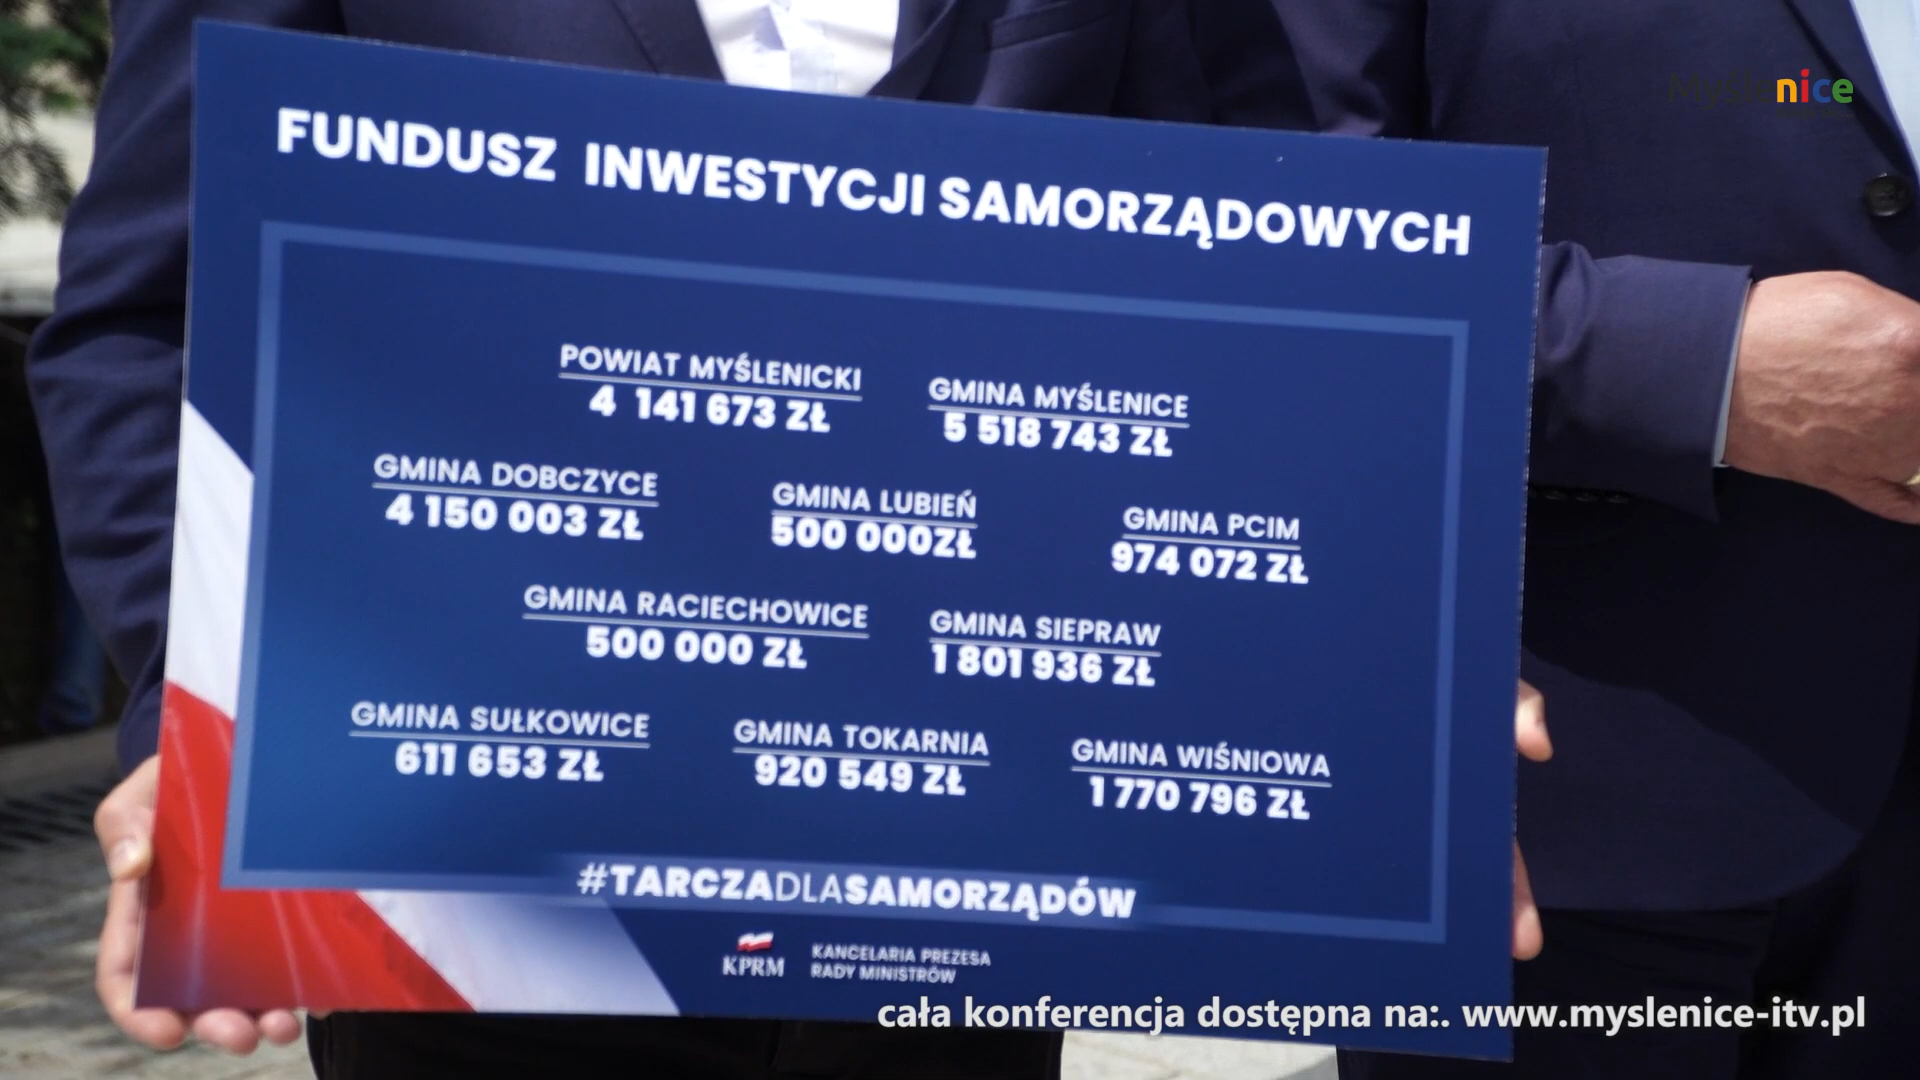 Myślenice
FUNDUSZ INWESTYCJI SAMORZĄDOWYCH
POWIAT MYŚLENICKI
4 141 673 ZŁ
GMINA MYŚLENICE
5 518 743 ZŁ
GMINA DOBCZYCE
4 150 003 ZŁ
GMINA LUBIEŃ
500 000ZŁ
GMINA PCIM
974 072 ZŁ
GMINA RACIECHOWICE
500 000 ZŁ
GMINA SIEPRAW
1 801 936 ZŁ
GMINA SUŁKOWICE
611 653 ZŁ
GMINA TOKARNIA
920 549 ZŁ
GMINA WIŚNIOWA
1 770 796 ZŁ
#TARCZADLASAMORZĄDÓW
KPRM
KANCELARIA PREZESA
RADY MINISTRÓW
cała konferencja dostępna na:. www.myslenice-itv.pl